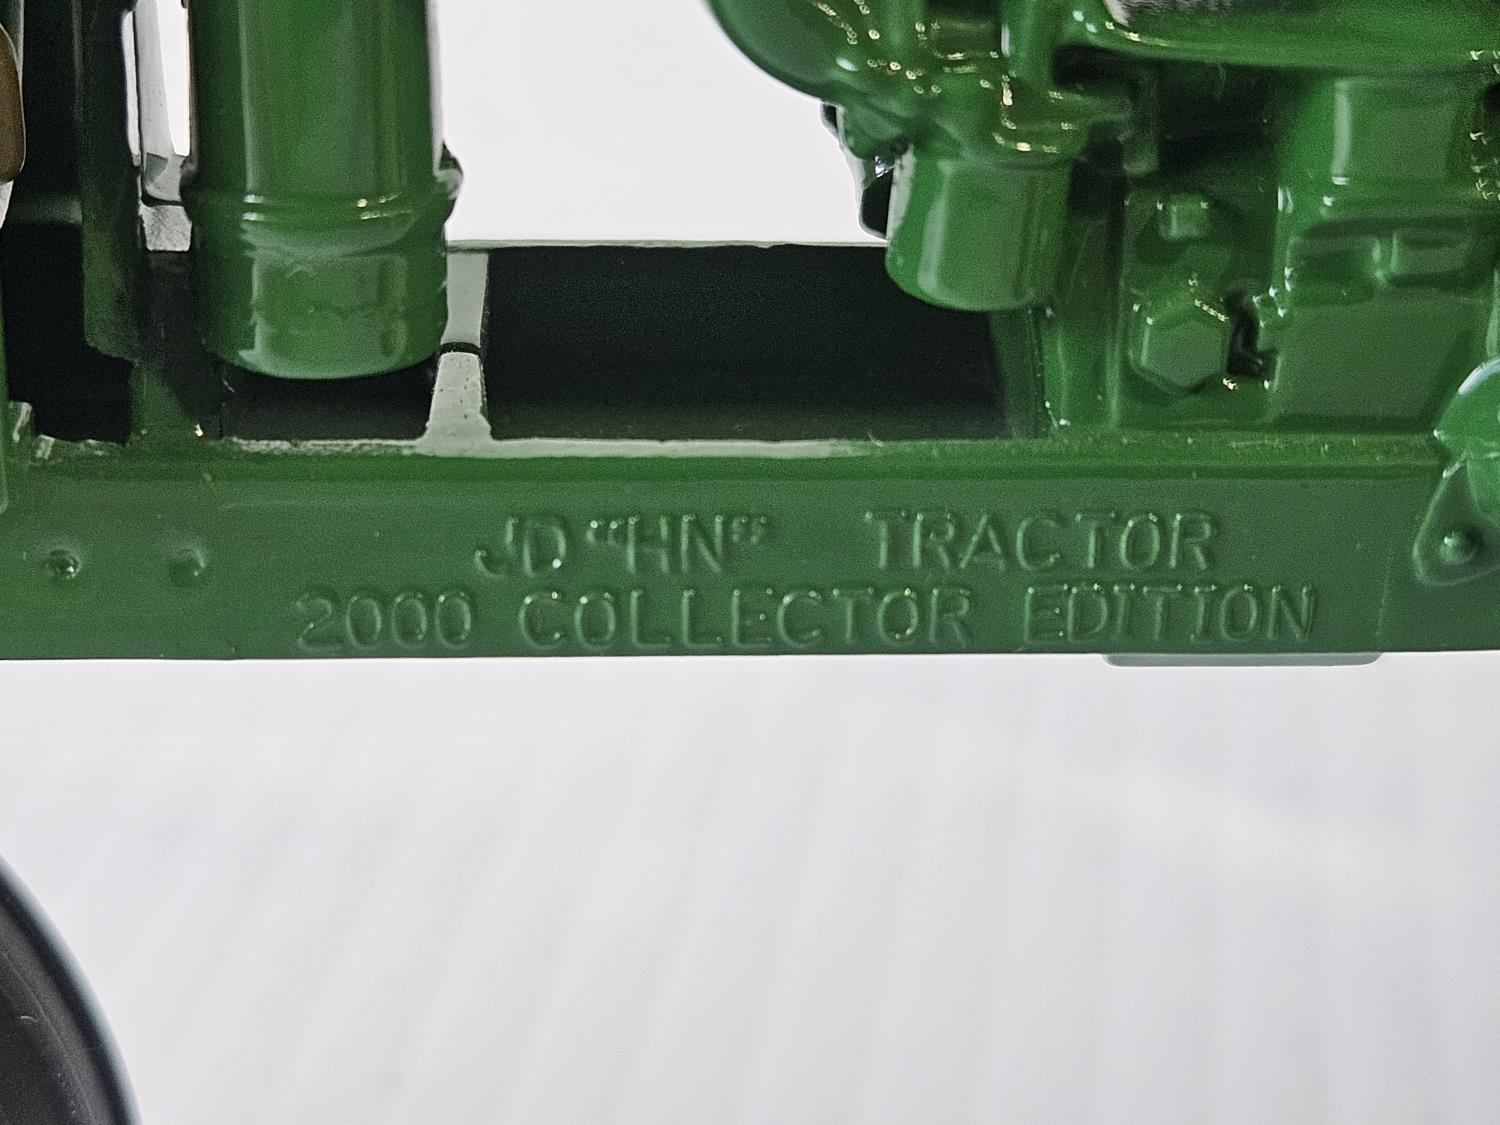 JD "HN" TRACTOR
2000 COLLECTOR EDITION